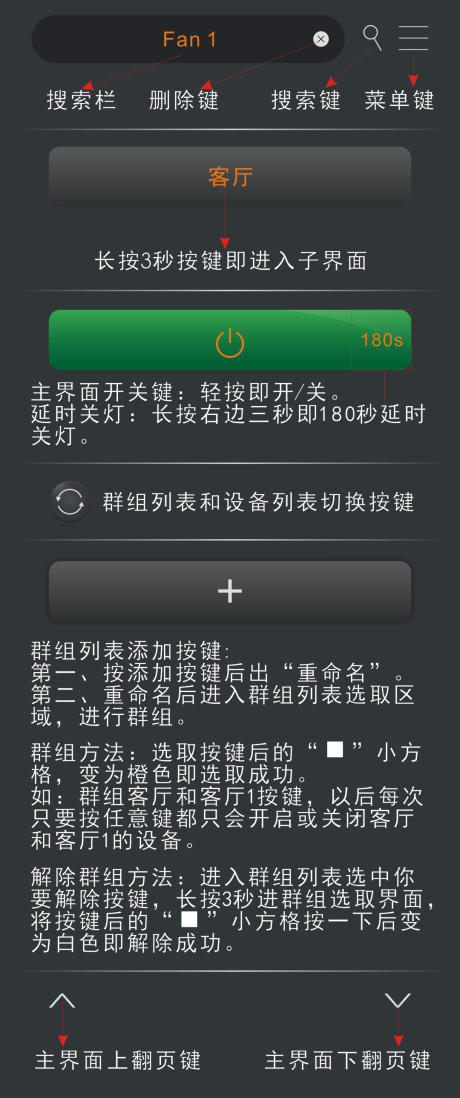 Fan 1
搜索栏 删除键 搜索键 菜单键
客厅
长按3秒按键即进入子界面
180s
主界面开关键：轻按即开/关。
延时关灯：长按右边三秒即180秒延时
关灯。
群组列表和设备列表切换按键
+
群组列表添加按键:
第一、按添加按键后出“重命名”。
第二、重命名后进入群组列表选取区
域，进行群组。
群组方法：选取按键后的“■”小方
格，变为橙色即选取成功。
如：群组客厅和客厅1按键，以后每次
只要按任意键都只会开启或关闭客厅
和客厅1的设备。
解除群组方法：进入群组列表选中你
要解除按键，长按3秒进群组选取界面，
将按键后的“■”小方格按一下后变
为白色即解除成功。
主界面上翻页键 主界面下翻页键